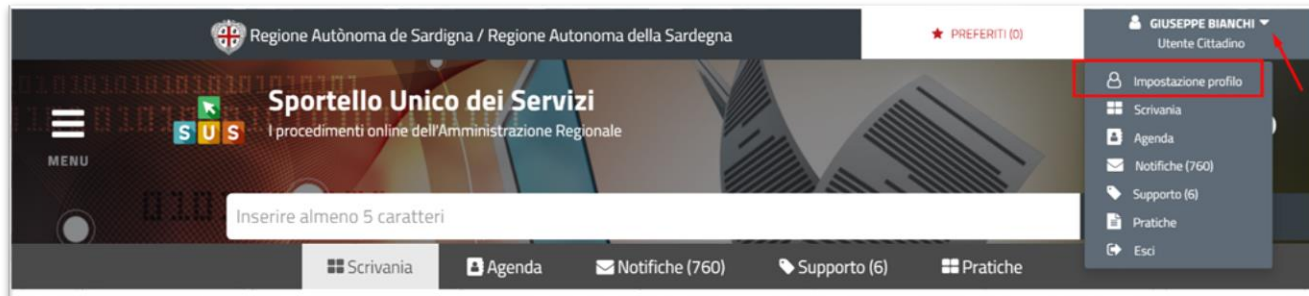 Regione Autònoma de Sardigna / Regione Autonoma della Sardegna
PREFERITI (0)
GIUSEPPE BIANCHI
Utente Cittadino
MENU
SUS
Sportello Unico dei Servizi
I procedimenti online dell'Amministrazione Regionale
Inserire almeno 5 caratteri
Impostazione profilo
Scrivania
Agenda
Notifiche (760)
Supporto (6)
Pratiche
Esci
Scrivania
Agenda
Notifiche (760)
Supporto (6)
Pratiche